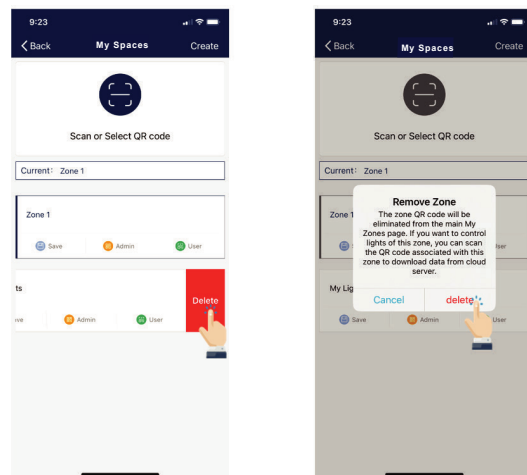 9:23
Back My Spaces Create
Scan or Select QR code
Current: Zone 1
Zone 1
Save Admin User
ts
ve Admin User
Delete
9:23
Back My Spaces Create
Scan or Select QR code
Current: Zone 1
Zone 1
Remove Zone
The zone QR code will be
eliminated from the main My
Zones page. If you want to control
lights of this zone, you can scan
the QR code associated with this
zone to download data from cloud
server.
User
My Lig
Cancel delete
Save Admin User